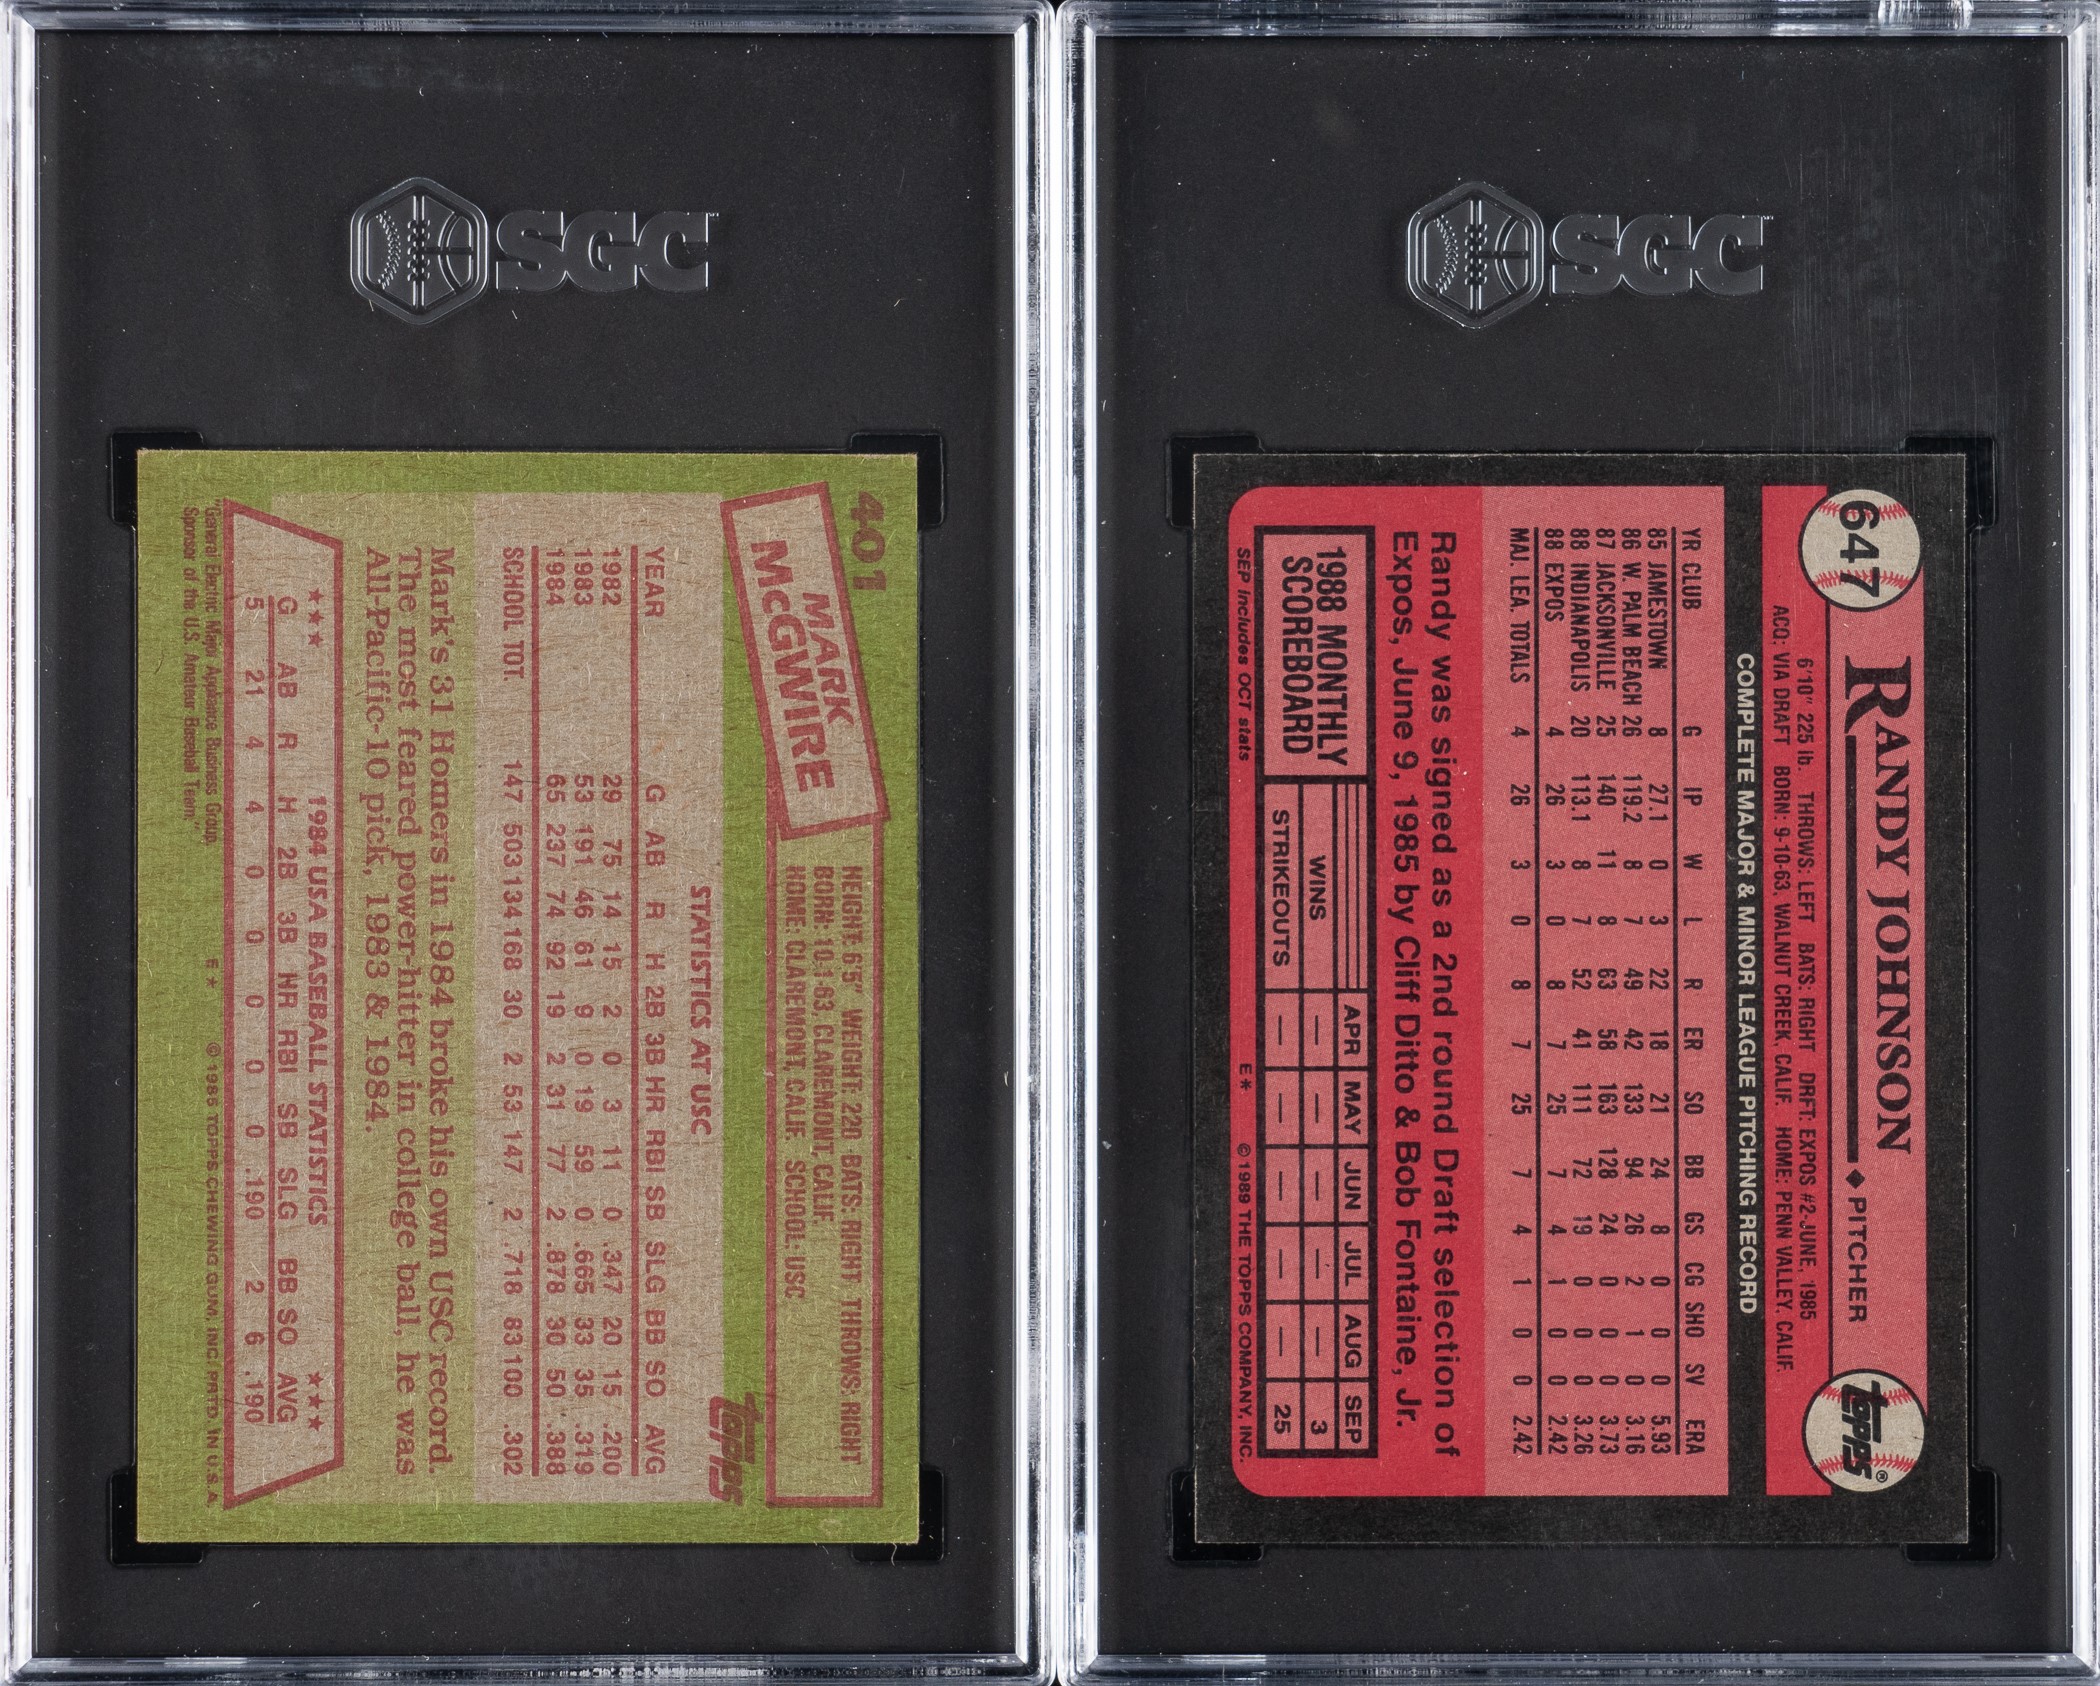 SGC
401
MARK
McGWIRE
HEIGHT: 6'5" WEIGHT: 220 BATS: RIGHT THROWS: RIGHT
BORN: 10-1-63, CLAREMONT, CALIF.
HOME: CLAREMONT, CALIF. SCHOOL: USC
topps
STATISTICS AT USC
YEAR G AB R H 2B 3B HR RBI SB SLG BB SO AVG
1982 29 75 14 15 2 0 3 11 0 .347 20 15 .200
1983 53 191 46 61 9 0 19 59 0 .665 33 35 .319
1984 65 237 74 92 19 2 31 77 2 .878 30 50 .388
SCHOOL TOT. 147 503 134 168 30 2 53 147 2 .718 83 100 .302
Mark's 31 Homers in 1984 broke his own USC record.
The most feared power-hitter in college ball, he was
All-Pacific-10 pick, 1983 & 1984.
★★★ 1984 USA BASEBALL STATISTICS ★★★
G AB R H 2B 3B HR RBI SB SLG BB SO AVG
5 21 4 4 0 0 0 0 0 .190 2 6 .190
"General Electric Major Appliance Business Group,
Sponsor of the U.S. Amateur Baseball Team."
E* © 1985 TOPPS CHEWING GUM, INC. PRTD. IN U.S.A.
SGC
647
RANDY JOHNSON ◆ PITCHER
topps®
6'10" 225 lb. THROWS: LEFT BATS: RIGHT DRFT: EXPOS #2-JUNE, 1985
ACQ: VIA DRAFT BORN: 9-10-63, WALNUT CREEK, CALIF. HOME: PENN VALLEY, CALIF.
COMPLETE MAJOR & MINOR LEAGUE PITCHING RECORD
YR CLUB G IP W L R ER SO BB GS CG SHO SV ERA
85 JAMESTOWN 8 27.1 0 3 22 18 21 24 8 0 0 0 5.93
86 W. PALM BEACH 26 119.2 8 7 49 42 133 94 26 2 1 0 3.16
87 JACKSONVILLE 25 140 11 8 63 58 163 128 24 0 0 0 3.73
88 INDIANAPOLIS 20 113.1 8 7 52 41 111 72 19 0 0 0 3.26
88 EXPOS 4 26 3 0 8 7 25 7 4 1 0 0 2.42
MAJ. LEA. TOTALS 4 26 3 0 8 7 25 7 4 1 0 0 2.42
Randy was signed as a 2nd round Draft selection of
Expos, June 9, 1985 by Cliff Ditto & Bob Fontaine, Jr.
1988 MONTHLY
SCOREBOARD
APR MAY JUN JUL AUG SEP
WINS — — — — — 3
STRIKEOUTS — — — — — 25
SEP includes OCT stats E* © 1989 THE TOPPS COMPANY, INC.